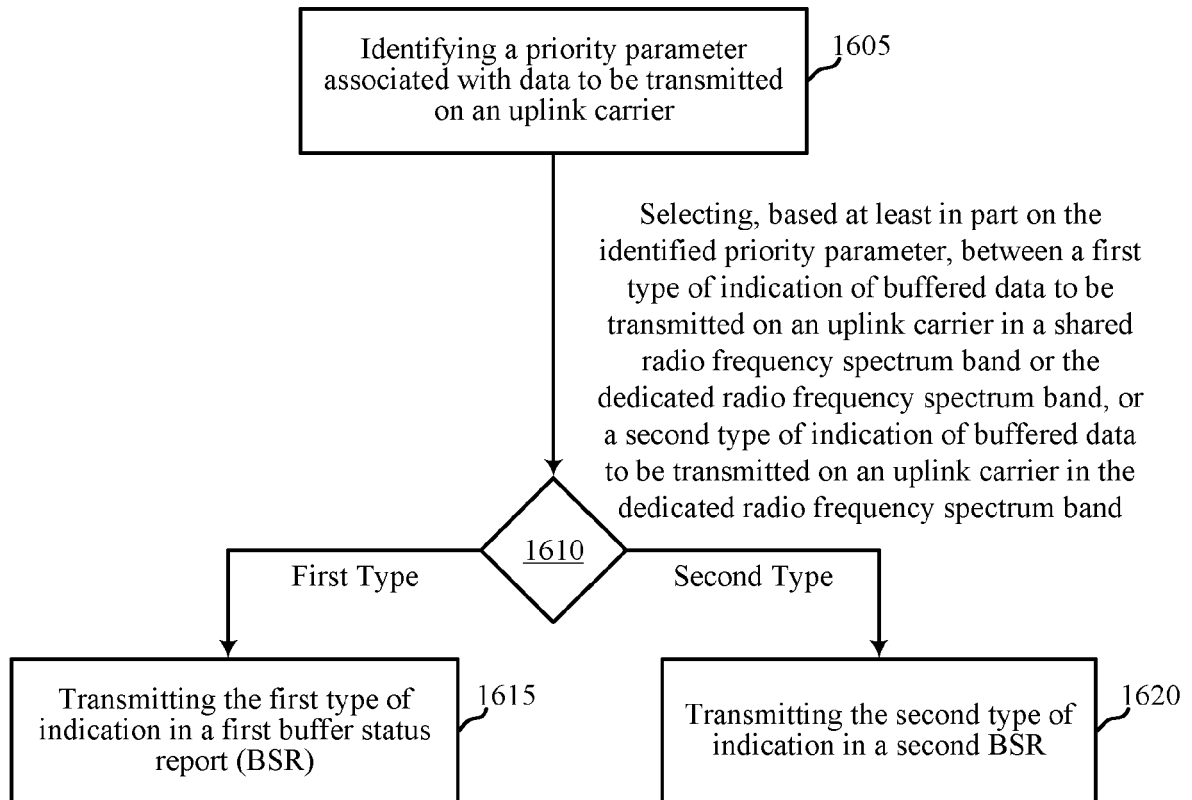 Identifying a priority parameter
associated with data to be transmitted
on an uplink carrier
1605
Selecting, based at least in part on the
identified priority parameter, between a first
type of indication of buffered data to be
transmitted on an uplink carrier in a shared
radio frequency spectrum band or the
dedicated radio frequency spectrum band, or
a second type of indication of buffered data
to be transmitted on an uplink carrier in the
dedicated radio frequency spectrum band
1610
First Type
Second Type
Transmitting the first type of
indication in a first buffer status
report (BSR)
1615
Transmitting the second type of
indication in a second BSR
1620